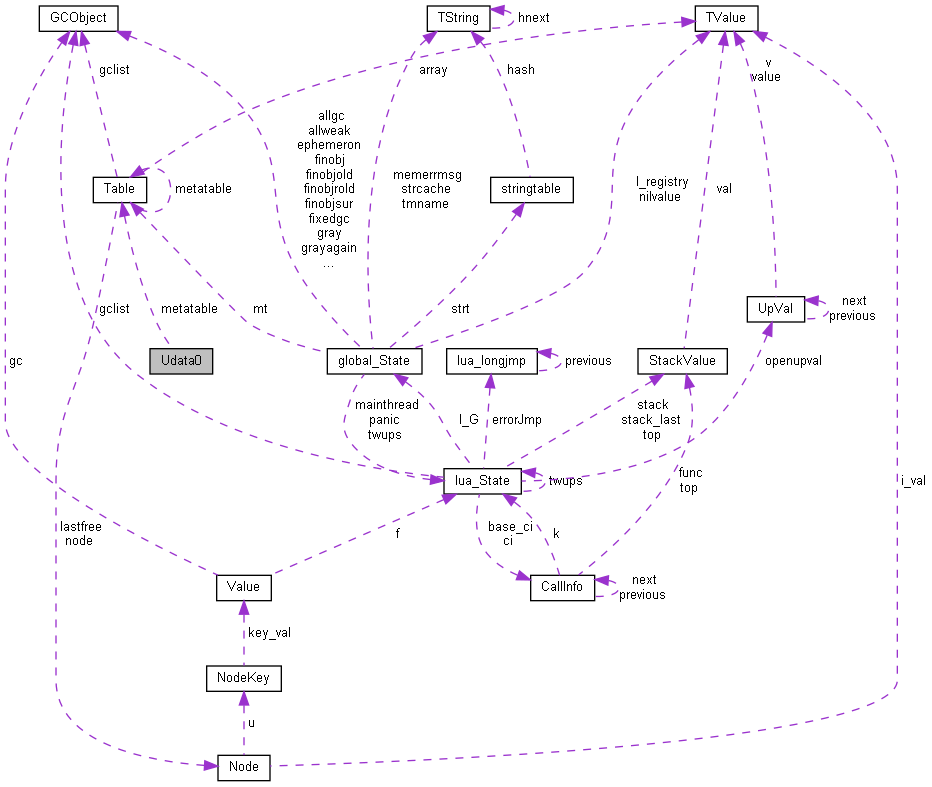 GCObject
TString
hnext
TValue
gclist
array
hash
v
value
allgc
allweak
ephemeron
finobj
finobjold
finobjrold
finobjsur
fixedgc
gray
grayagain
...
memerrmsg
strcache
tmname
l_registry
nilvalue
val
Table
metatable
stringtable
gclist
metatable
mt
strt
UpVal
next
previous
gc
Udata0
global_State
lua_longjmp
previous
StackValue
openupval
mainthread
panic
twups
l_G
errorJmp
stack
stack_last
top
lua_State
twups
func
top
i_val
lastfree
node
f
base_ci
ci
k
Value
CallInfo
next
previous
key_val
NodeKey
u
Node